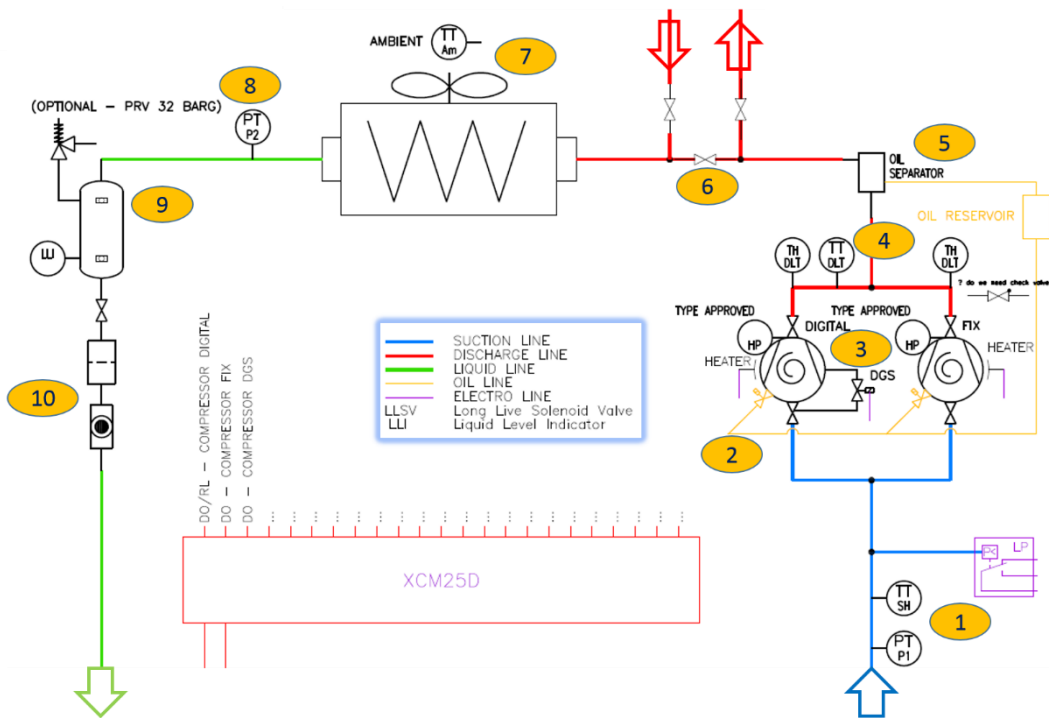 AMBIENT
TT
Am
7
8
(OPTIONAL – PRV 32 BARG)
PT
P2
5
OIL
SEPARATOR
6
9
OIL RESERVOIR
4
TH
DLT
TT
DLT
TH
DLT
? do we need check valve
TYPE APPROVED
TYPE APPROVED
DIGITAL
FIX
HP
3
HP
HEATER
HEATER
DGS
SUCTION LINE
DISCHARGE LINE
LIQUID LINE
OIL LINE
ELECTRO LINE
LLSV Long Live Solenoid Valve
LLI Liquid Level Indicator
10
2
DO/RL – COMPRESSOR DIGITAL
DO – COMPRESSOR FIX
DO – COMPRESSOR DGS
XCM25D
LP
TT
SH
1
PT
P1